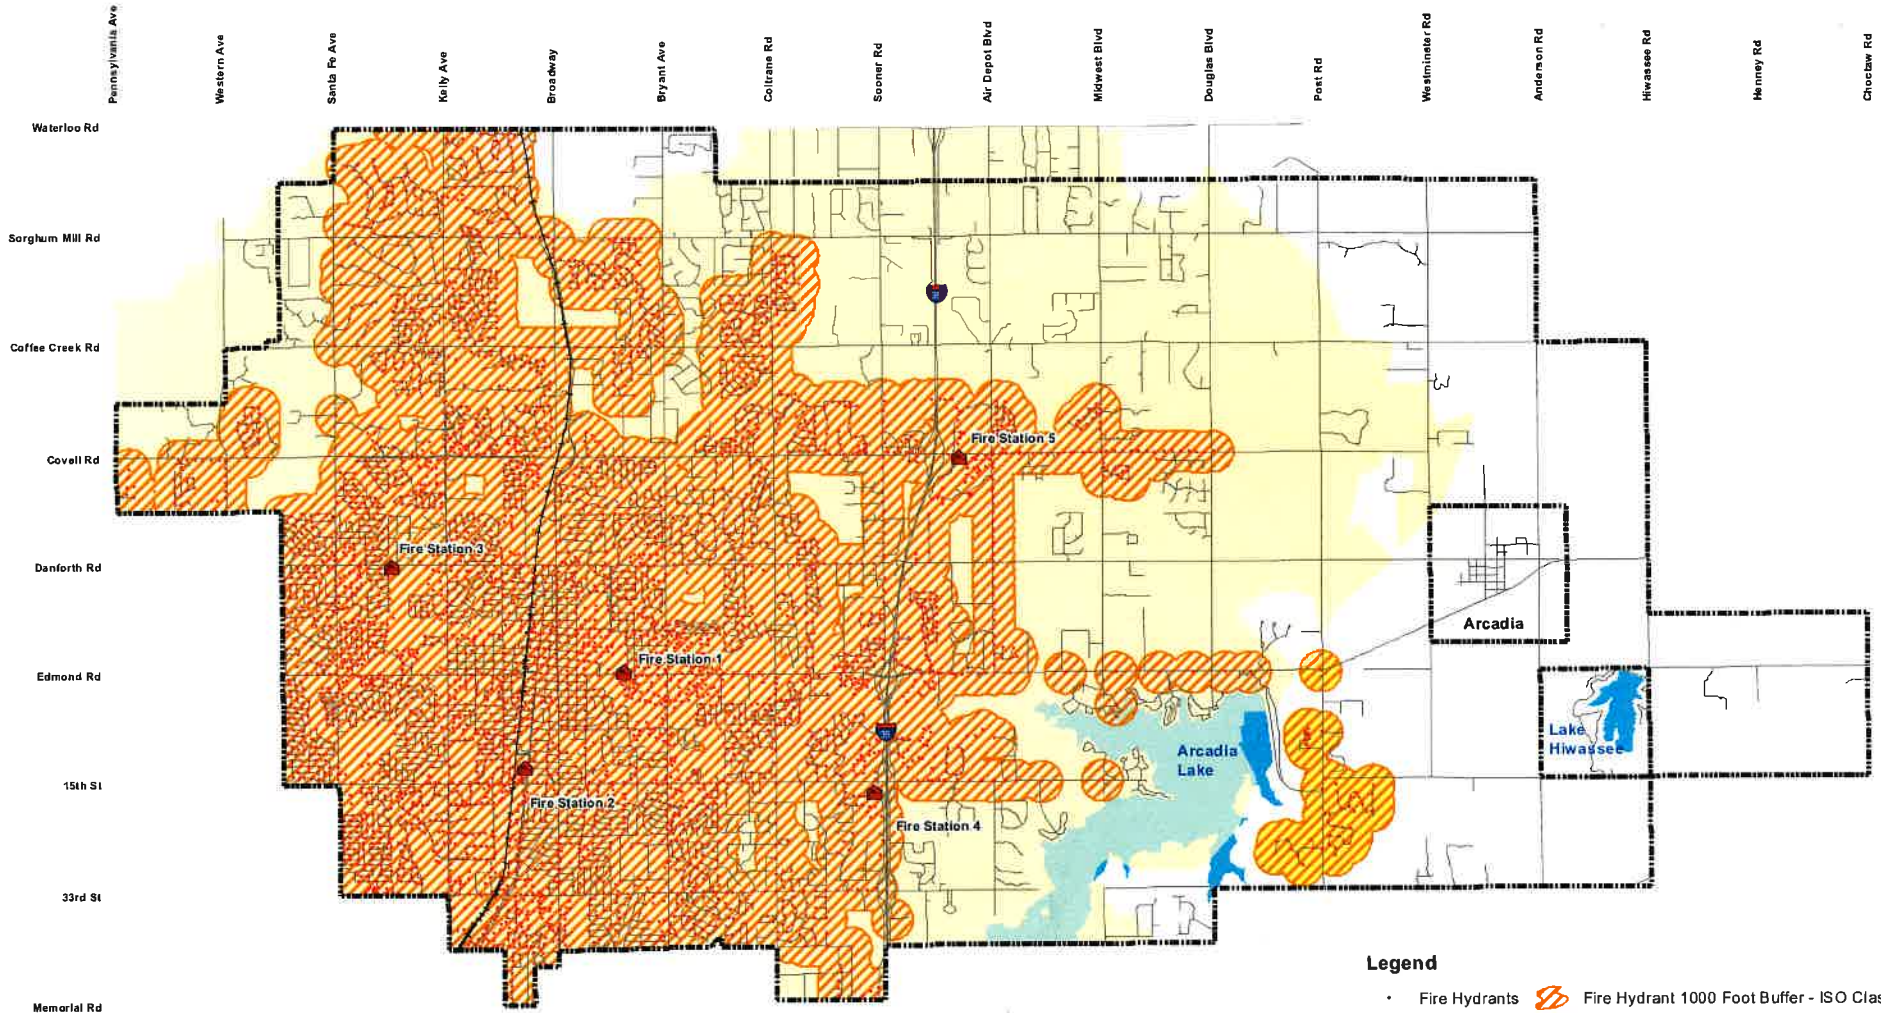 Pennsylvania Ave
Western Ave
Santa Fe Ave
Kelly Ave
Broadway
Bryant Ave
Coltrane Rd
Sooner Rd
Air Depot Blvd
Midwest Blvd
Douglas Blvd
Post Rd
Westminster Rd
Anderson Rd
Hiwassee Rd
Henney Rd
Choctaw Rd
Waterloo Rd
Sorghum Mill Rd
Coffee Creek Rd
Covell Rd
Danforth Rd
Edmond Rd
15th St
33rd St
Memorial Rd
Fire Station 5
Fire Station 3
Fire Station 1
Fire Station 2
Fire Station 4
Arcadia
Arcadia
Lake
Lake
Hiwassee
Legend
Fire Hydrants
Fire Hydrant 1000 Foot Buffer - ISO Clas